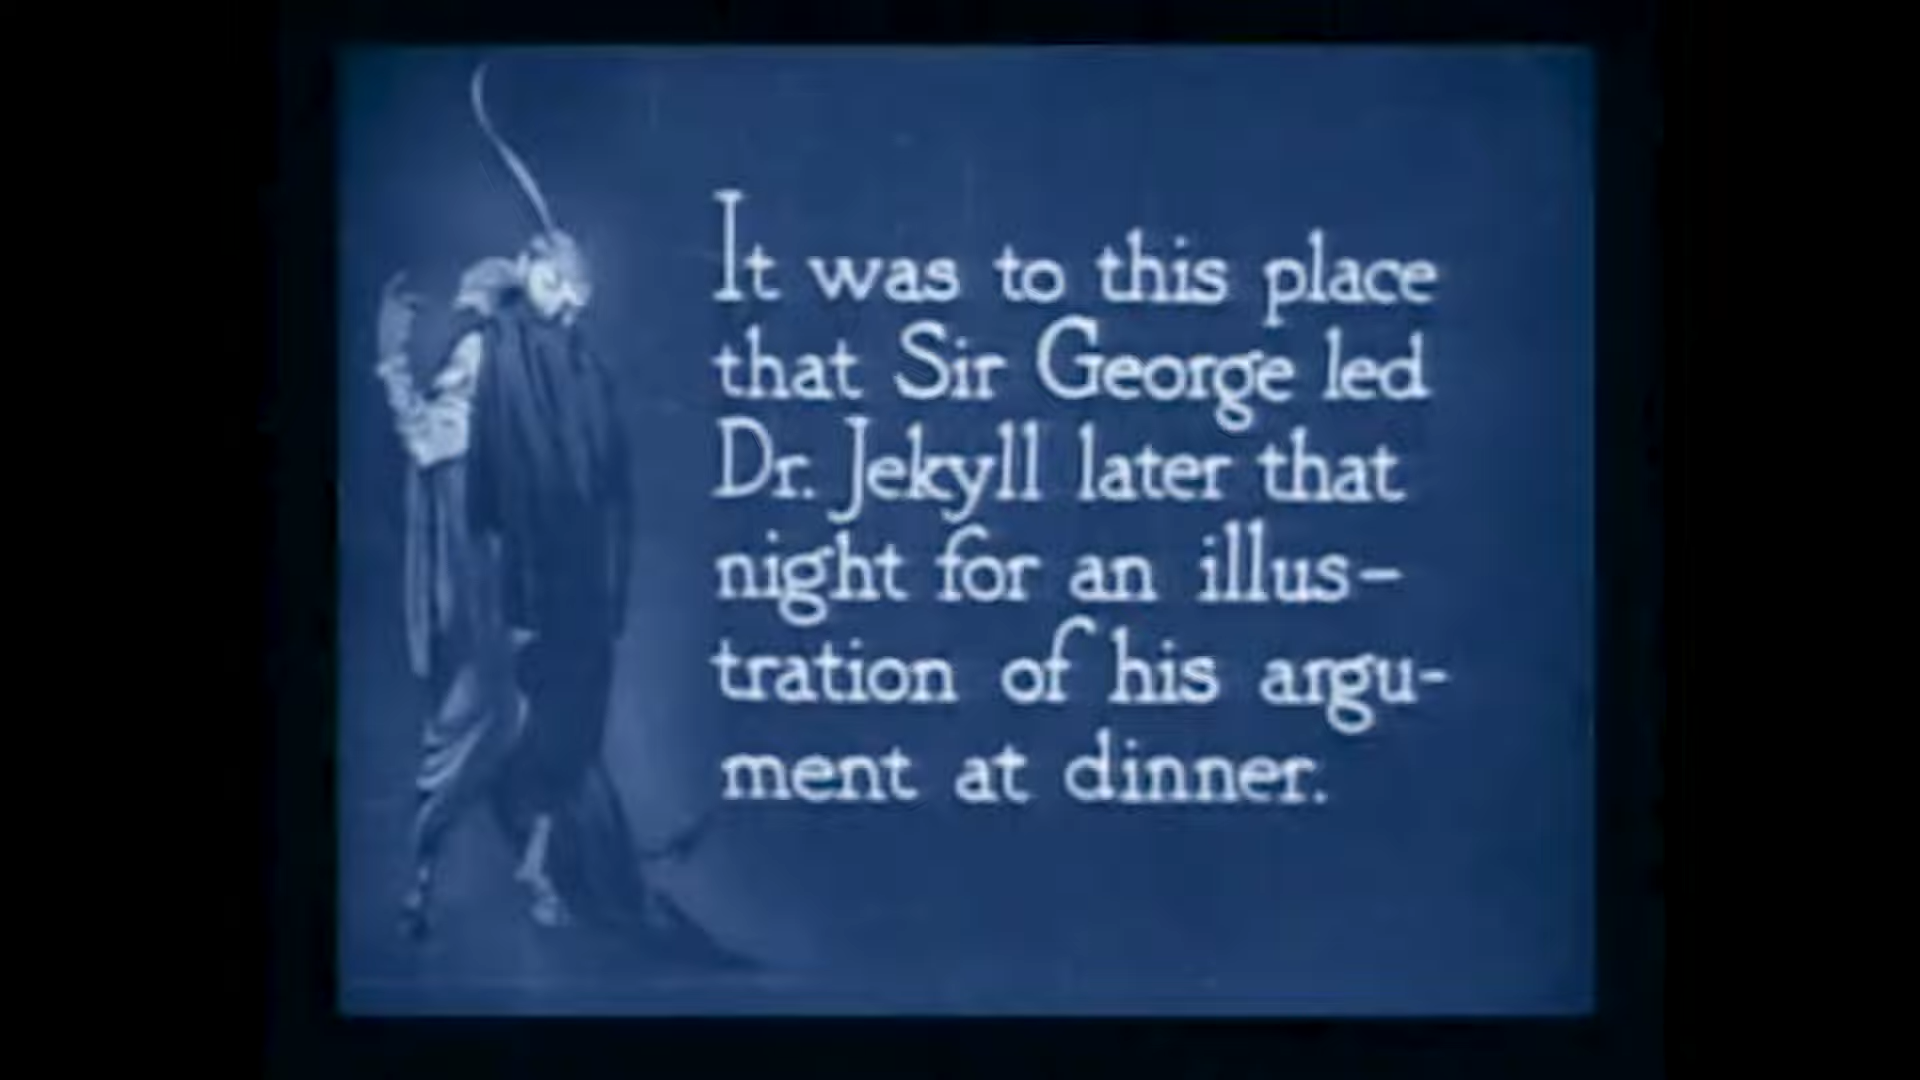 It was to this place
that Sir George led
Dr. Jekyll later that
night for an illus-
tration of his argu-
ment at dinner.